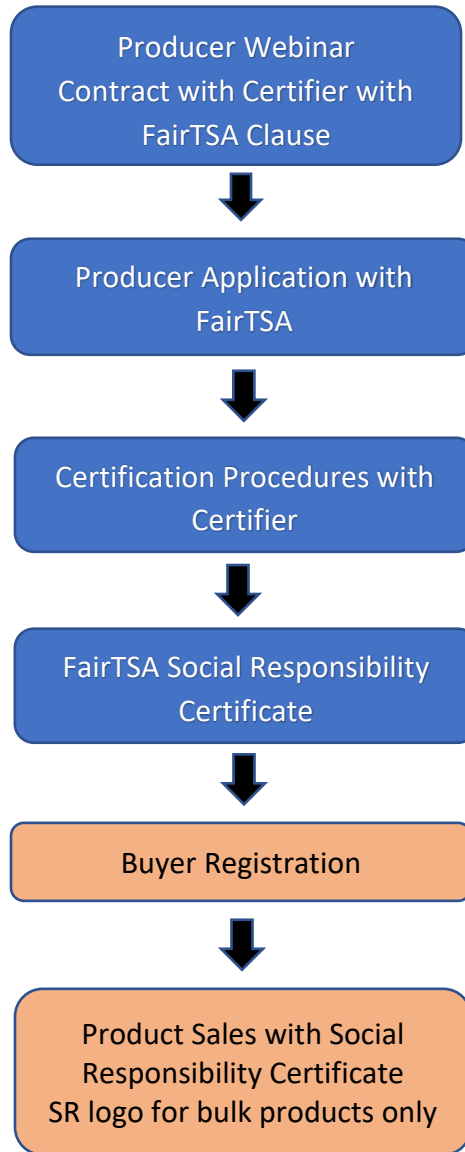 Producer Webinar
Contract with Certifier with
FairTSA Clause
Producer Application with
FairTSA
Certification Procedures with
Certifier
FairTSA Social Responsibility
Certificate
Buyer Registration
Product Sales with Social
Responsibility Certificate
SR logo for bulk products only